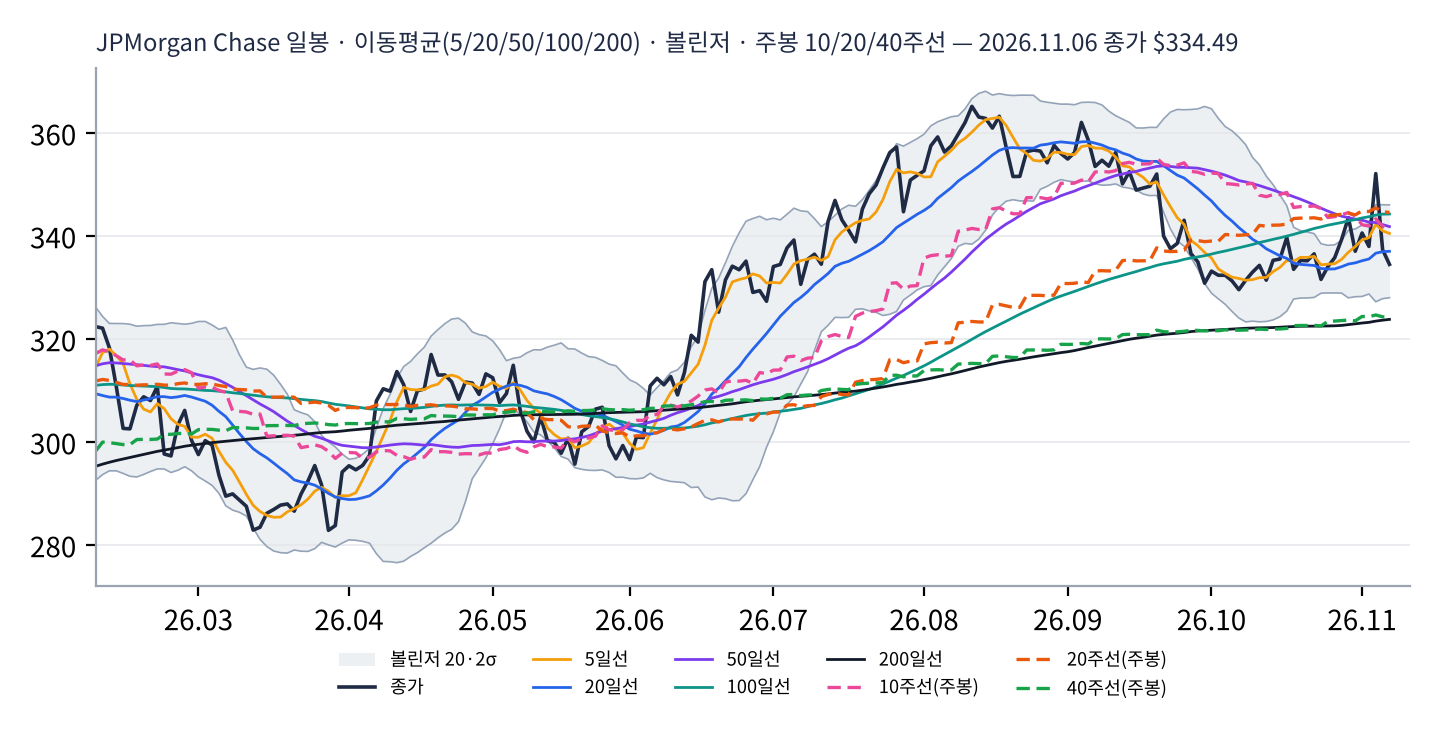 JPMorgan Chase 일봉 · 이동평균(5/20/50/100/200) · 볼린저 · 주봉 10/20/40주선 — 2026.11.06 종가 $334.49
360
340
320
300
280
26.03 26.04 26.05 26.06 26.07 26.08 26.09 26.10 26.11
볼린저 20·2σ 5일선 50일선 200일선 20주선(주봉)
종가 20일선 100일선 10주선(주봉) 40주선(주봉)